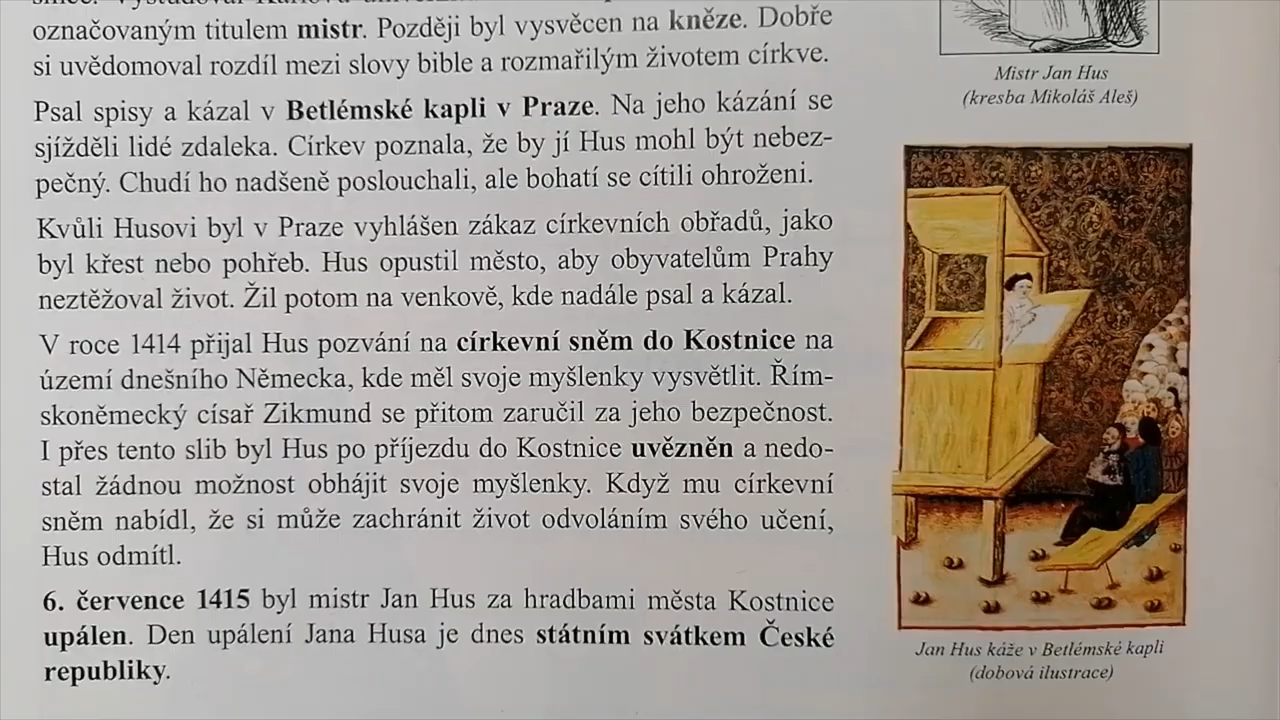 označovaným titulem mistr. Později byl vysvěcen na kněze. Dobře
si uvědomoval rozdíl mezi slovy bible a rozmařilým životem církve.
Psal spisy a kázal v Betlémské kapli v Praze. Na jeho kázání se
sjížděli lidé zdaleka. Církev poznala, že by jí Hus mohl být nebez-
pečný. Chudí ho nadšeně poslouchali, ale bohatí se cítili ohroženi.
Kvůli Husovi byl v Praze vyhlášen zákaz církevních obřadů, jako
byl křest nebo pohřeb. Hus opustil město, aby obyvatelům Prahy
neztěžoval život. Žil potom na venkově, kde nadále psal a kázal.
V roce 1414 přijal Hus pozvání na církevní sněm do Kostnice na
území dnešního Německa, kde měl svoje myšlenky vysvětlit. Řím-
skoněmecký císař Zikmund se přitom zaručil za jeho bezpečnost.
I přes tento slib byl Hus po příjezdu do Kostnice uvězněn a nedo-
stal žádnou možnost obhájit svoje myšlenky. Když mu církevní
sněm nabídl, že si může zachránit život odvoláním svého učení,
Hus odmítl.
6. července 1415 byl mistr Jan Hus za hradbami města Kostnice
upálen. Den upálení Jana Husa je dnes státním svátkem České
republiky.
Mistr Jan Hus
(kresba Mikoláš Aleš)
Jan Hus káže v Betlémské kapli
(dobová ilustrace)